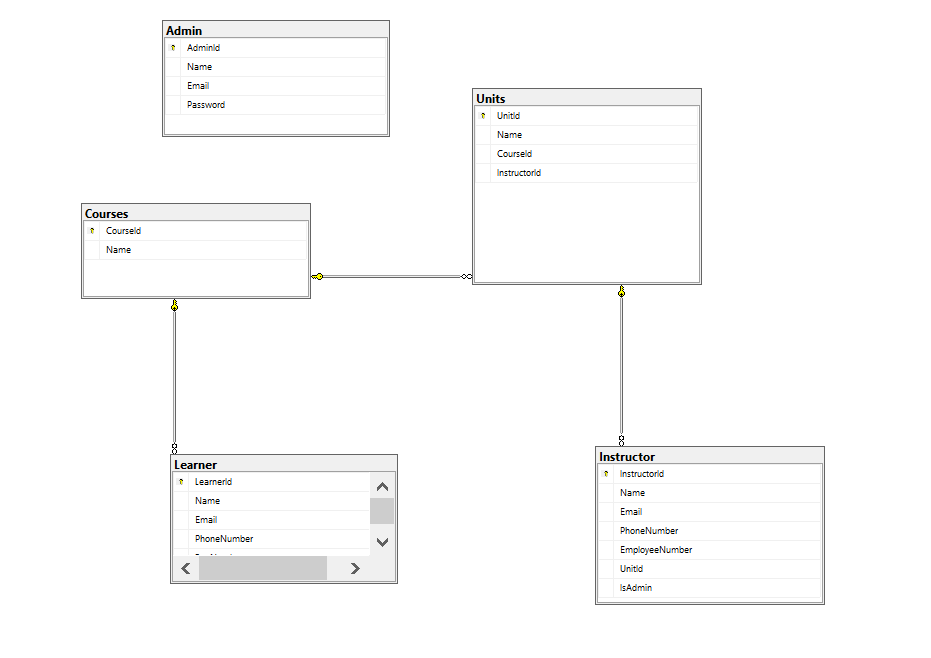 Admin
AdminId
Name
Email
Password
Units
UnitId
Name
CourseId
InstructorId
Courses
CourseId
Name
Learner
LearnerId
Name
Email
PhoneNumber
Instructor
InstructorId
Name
Email
PhoneNumber
EmployeeNumber
UnitId
IsAdmin